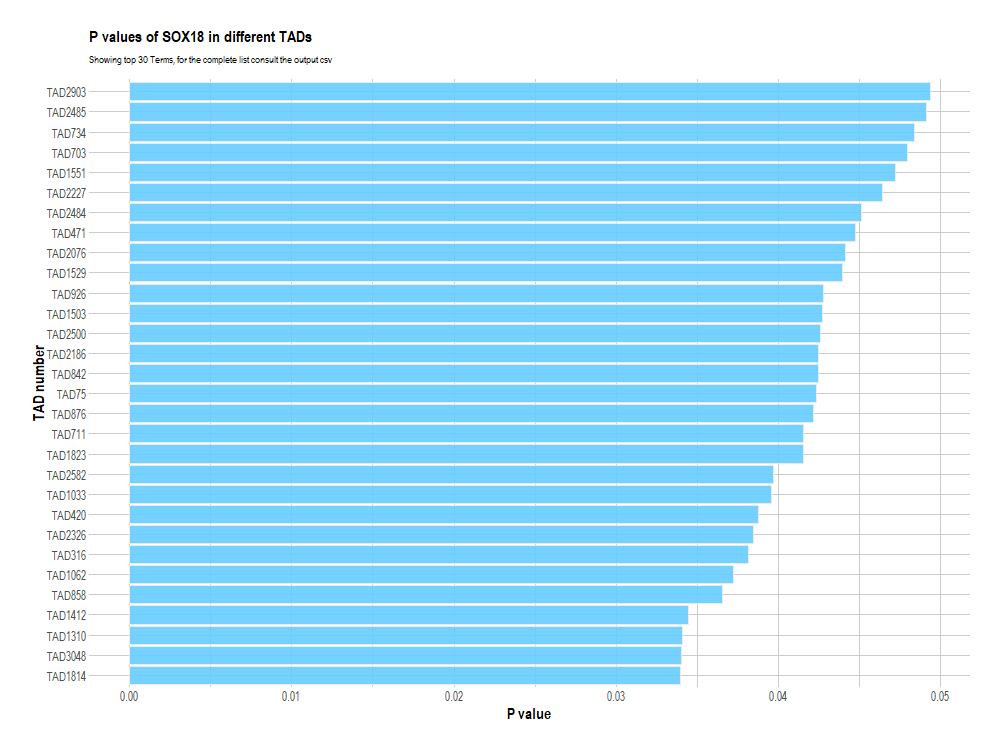 P values of SOX18 in different TADs
Showing top 30 Terms, for the complete list consult the output csv
TAD number
TAD2903
TAD2485
TAD734
TAD703
TAD1551
TAD2227
TAD2484
TAD471
TAD2076
TAD1529
TAD926
TAD1503
TAD2500
TAD2186
TAD842
TAD75
TAD876
TAD711
TAD1823
TAD2582
TAD1033
TAD420
TAD2326
TAD316
TAD1062
TAD858
TAD1412
TAD1310
TAD3048
TAD1814
0.00 0.01 0.02 0.03 0.04 0.05
P value